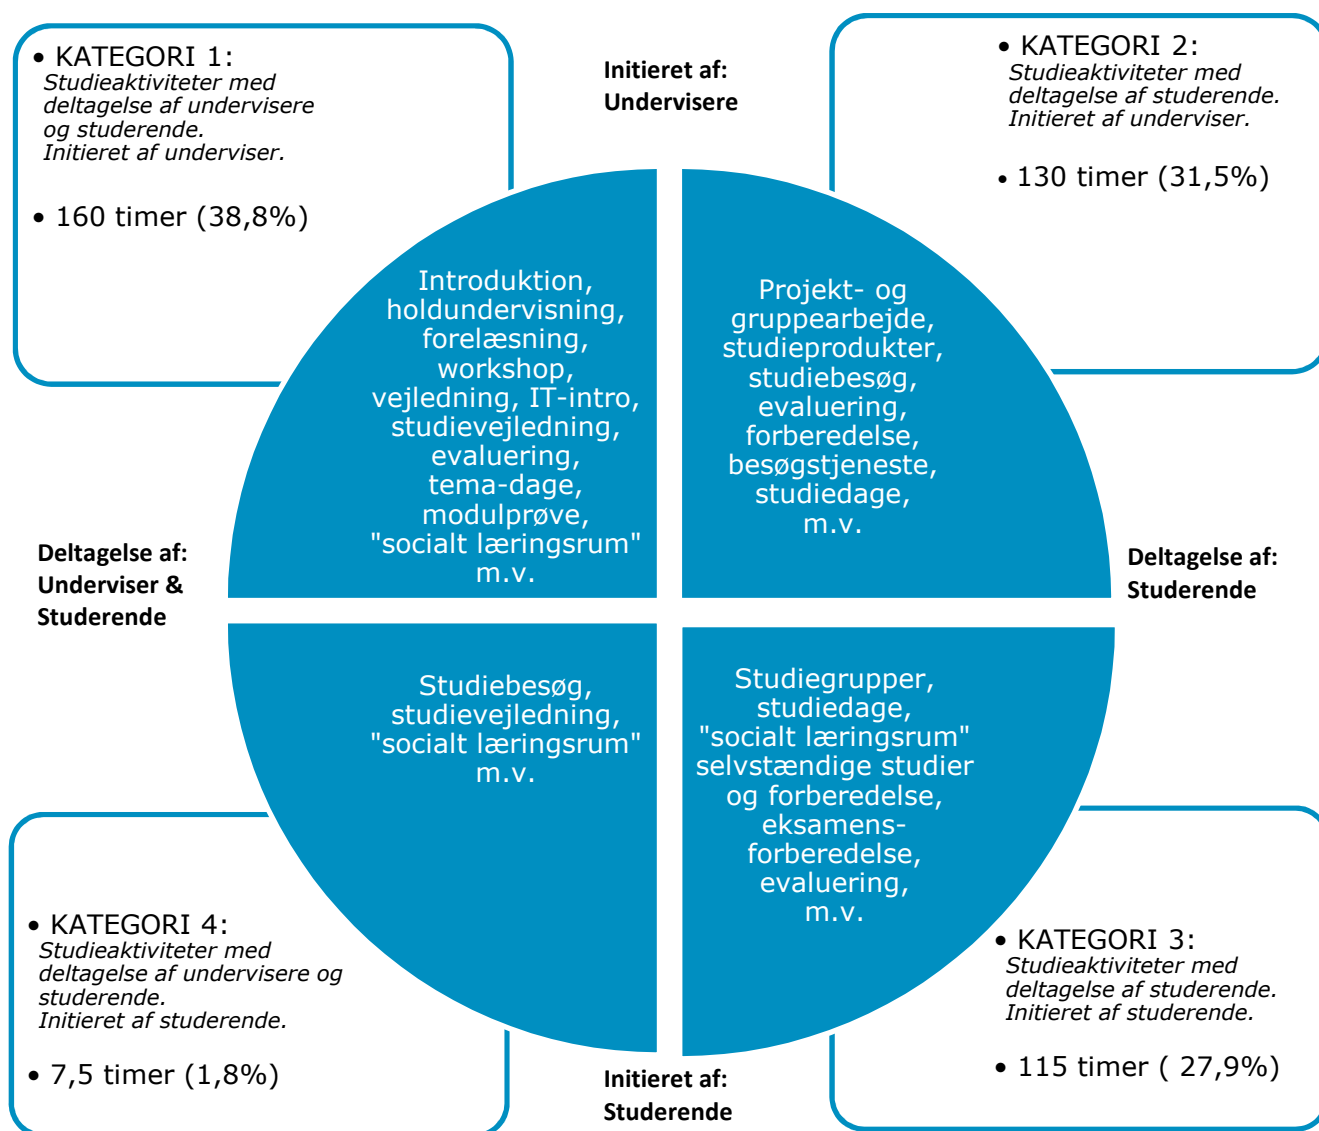 • KATEGORI 1:
Studieaktiviteter med
deltagelse af undervisere
og studerende.
Initieret af underviser.
• 160 timer (38,8%)
Initieret af:
Undervisere
• KATEGORI 2:
Studieaktiviteter med
deltagelse af studerende.
Initieret af underviser.
• 130 timer (31,5%)
Introduktion,
holdundervisning,
forelæsning,
workshop,
vejledning, IT-intro,
studievejledning,
evaluering,
tema-dage,
modulprøve,
"socialt læringsrum"
m.v.
Projekt- og
gruppearbejde,
studieprodukter,
studiebesøg,
evaluering,
forberedelse,
besøgstjeneste,
studiedage,
m.v.
Deltagelse af:
Underviser &
Studerende
Deltagelse af:
Studerende
Studiebesøg,
studievejledning,
"socialt læringsrum"
m.v.
Studiegrupper,
studiedage,
"socialt læringsrum"
selvstændige studier
og forberedelse,
eksamens-
forberedelse,
evaluering,
m.v.
• KATEGORI 4:
Studieaktiviteter med
deltagelse af undervisere og
studerende.
Initieret af studerende.
• 7,5 timer (1,8%)
Initieret af:
Studerende
• KATEGORI 3:
Studieaktiviteter med
deltagelse af studerende.
Initieret af studerende.
• 115 timer ( 27,9%)